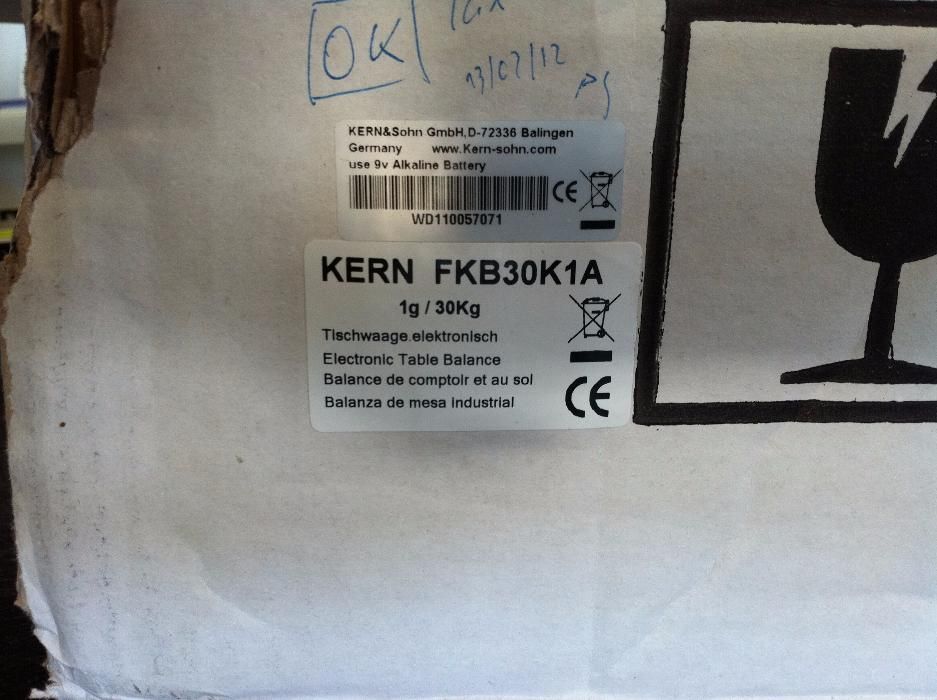 OK
13/07/12
KERN&Sohn GmbH,D-72336 Balingen
Germany www.Kern-sohn.com
use 9v Alkaline Battery
CE
WD110057071
KERN FKB30K1A
1g / 30Kg
Tischwaage.elektronisch
Electronic Table Balance
Balance de comptoir et au sol
Balanza de mesa industrial
CE